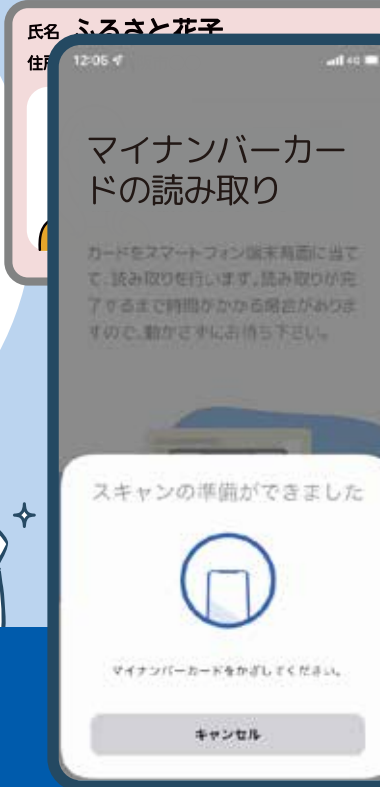 氏名 ふるさと花子
住所
12:05
4G
マイナンバーカー
ドの読み取り
カードをスマートフォン端末背面に当て
て、読み取りを行います。読み取りが完
了するまで時間がかかる場合がありま
すので、動かさずにお待ち下さい。
スキャンの準備ができました
マイナンバーカードをかざしてください。
キャンセル